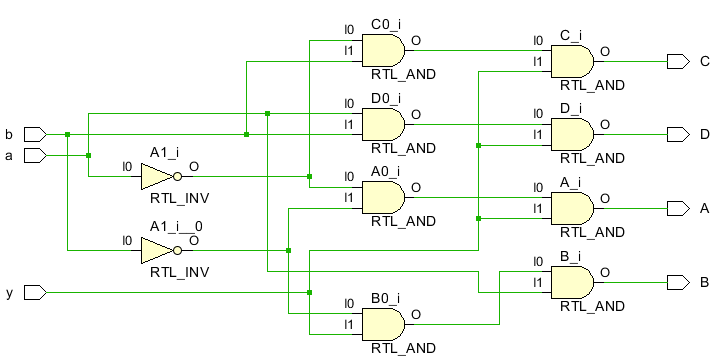 C0_i
I0
O
I1
RTL_AND
C_i
I0
O
I1
RTL_AND
C
D0_i
I0
O
I1
RTL_AND
D_i
I0
O
I1
RTL_AND
D
b
a
A1_i
I0
O
RTL_INV
A0_i
I0
O
I1
RTL_AND
A_i
I0
O
I1
RTL_AND
A
A1_i__0
I0
O
RTL_INV
B_i
I0
O
I1
RTL_AND
B
y
B0_i
I0
O
I1
RTL_AND